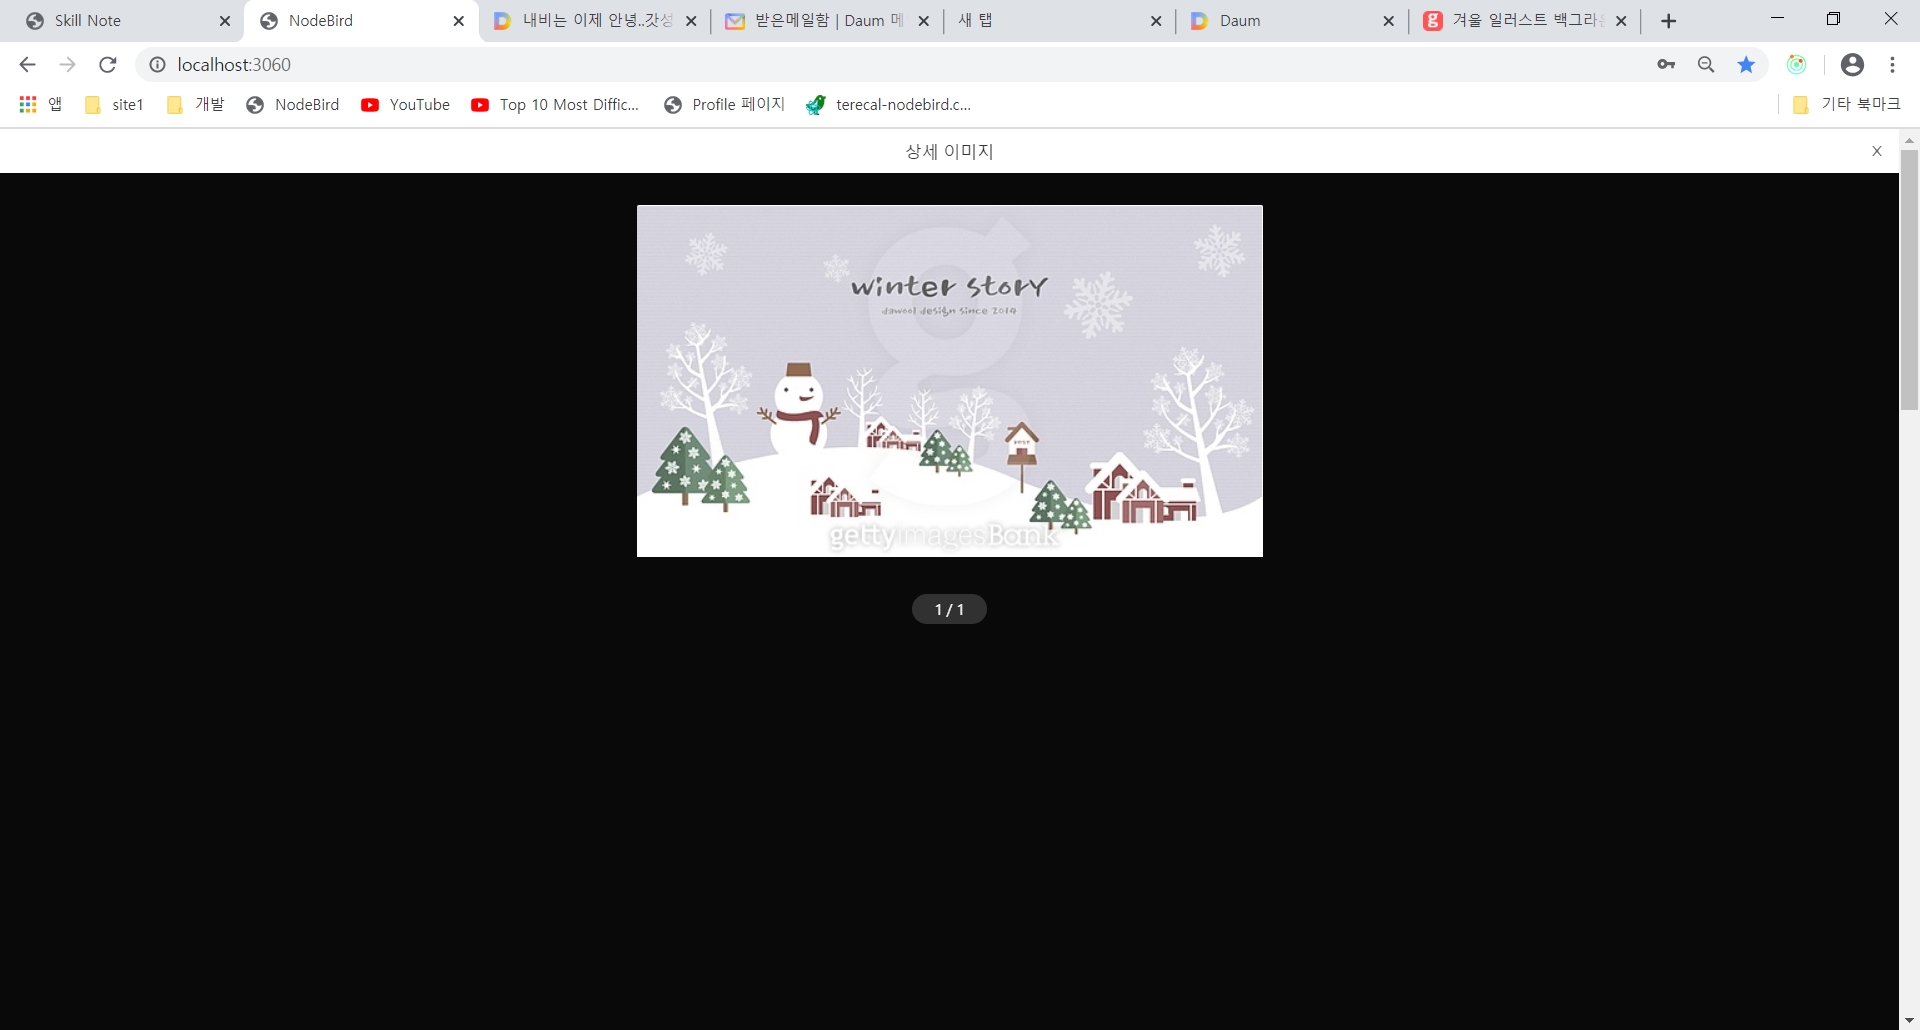 Skill Note
NodeBird
내비는 이제 안녕..갓성
받은메일함 | Daum 메
새 탭
Daum
겨울 일러스트 백그라운
localhost:3060
앱
site1
개발
NodeBird
YouTube
Top 10 Most Diffic...
Profile 페이지
terecal-nodebird.c...
기타 북마크
상세 이미지
X
winter story
dawool design since 2014
POST
gettyimagesBank
1 / 1